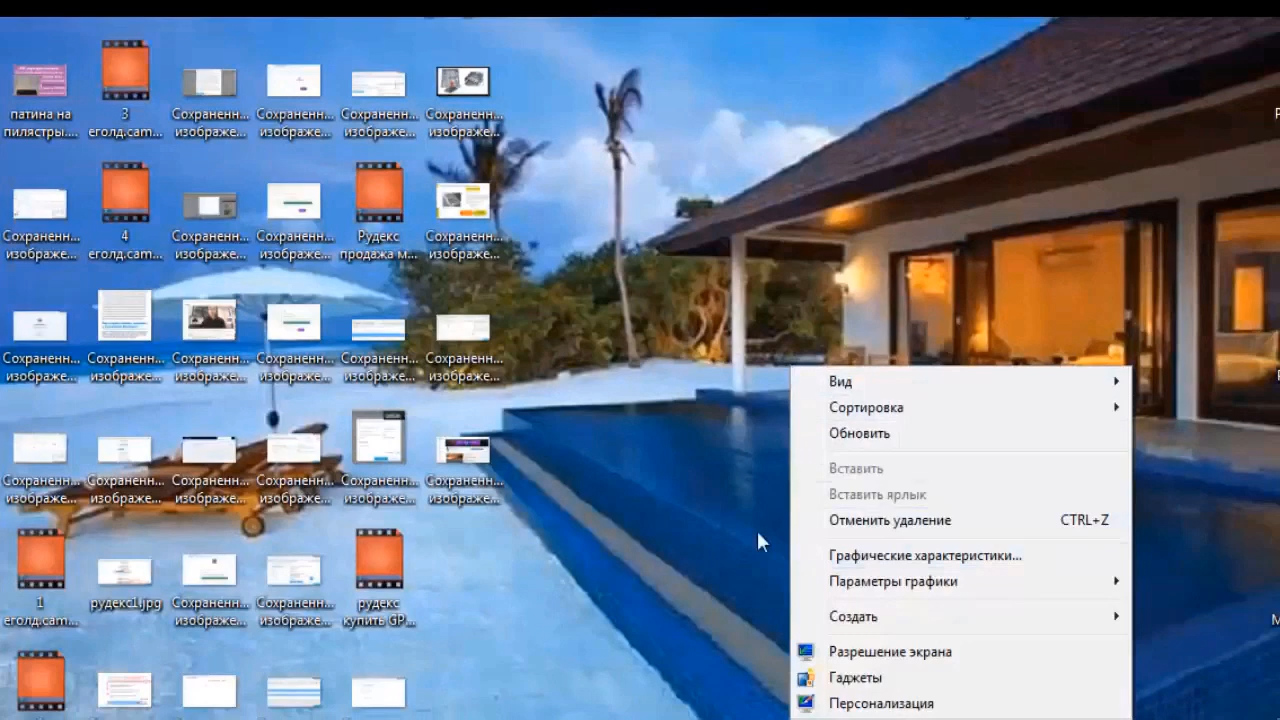 патина на
пилястры....
3
еголд.cam...
Сохраненн...
изображе...
Сохраненн...
изображе...
Сохраненн...
изображе...
Сохраненн...
изображе...
Сохраненн...
изображе...
4
еголд.cam...
Сохраненн...
изображе...
Сохраненн...
изображе...
Рудекс
продажа м...
Сохраненн...
изображе...
Сохраненн...
изображе...
Сохраненн...
изображе...
Сохраненн...
изображе...
Сохраненн...
изображе...
Сохраненн...
изображе...
Сохраненн...
изображе...
Сохраненн...
изображе...
Сохраненн...
изображе...
Сохраненн...
изображе...
Сохраненн...
изображе...
Сохраненн...
изображе...
Сохраненн...
изображе...
1
еголд.cam...
рудекс1.jpg
Сохраненн...
изображе...
Сохраненн...
изображе...
рудекс
купить GP...
Вид
Сортировка
Обновить
Вставить
Вставить ярлык
Отменить удаление CTRL+Z
Графические характеристики...
Параметры графики
Создать
Разрешение экрана
Гаджеты
Персонализация